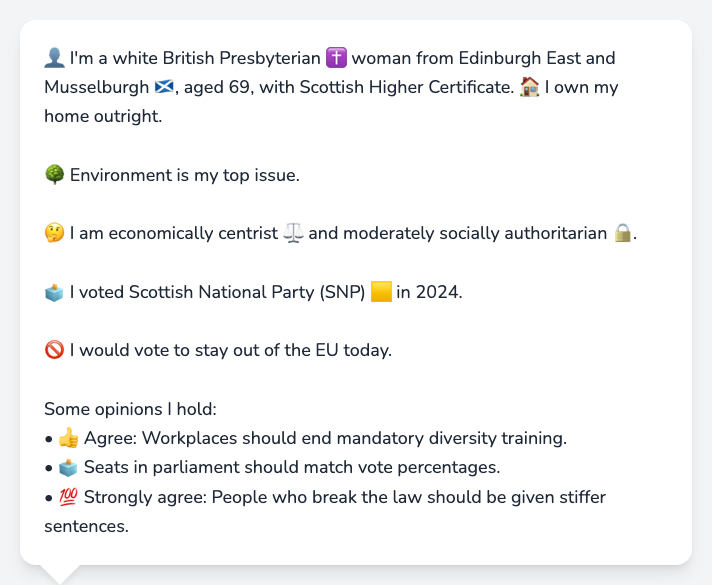 👤 I'm a white British Presbyterian ✝️ woman from Edinburgh East and
Musselburgh 🏴󠁧󠁢󠁳󠁣󠁴󠁿, aged 69, with Scottish Higher Certificate. 🏠 I own my
home outright.
🌳 Environment is my top issue.
🤔 I am economically centrist ⚖️ and moderately socially authoritarian 🔒.
🗳️ I voted Scottish National Party (SNP) 🟨 in 2024.
🚫 I would vote to stay out of the EU today.
Some opinions I hold:
• 👍 Agree: Workplaces should end mandatory diversity training.
• 🗳️ Seats in parliament should match vote percentages.
• 💯 Strongly agree: People who break the law should be given stiffer
sentences.